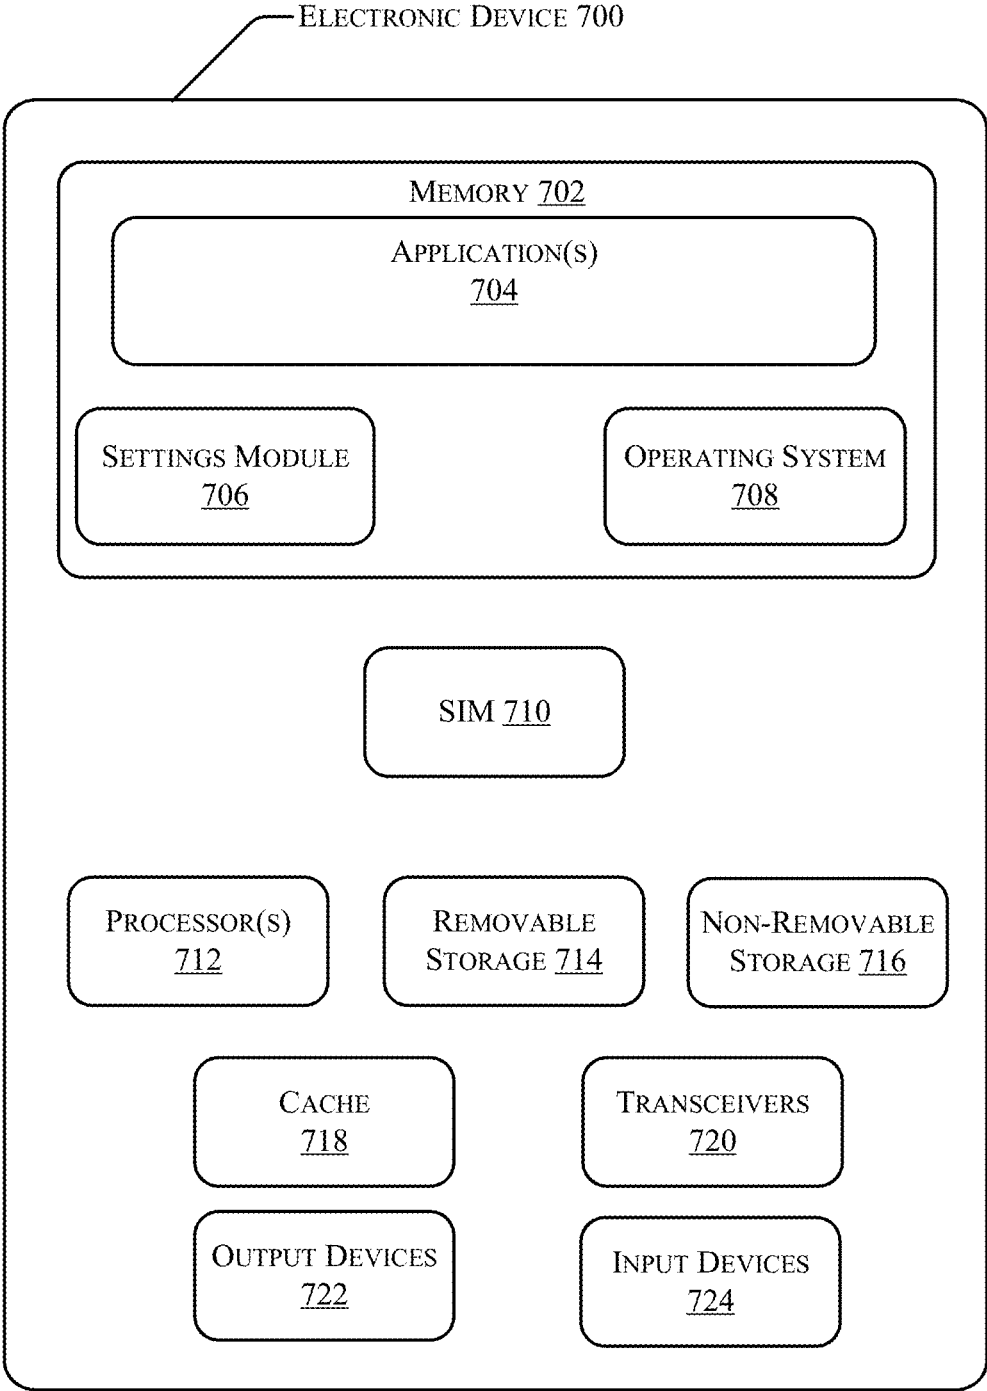 ELECTRONIC DEVICE 700
MEMORY 702
APPLICATION(S)
704
SETTINGS MODULE
706
OPERATING SYSTEM
708
SIM 710
PROCESSOR(S)
712
REMOVABLE
STORAGE 714
NON-REMOVABLE
STORAGE 716
CACHE
718
TRANSCEIVERS
720
OUTPUT DEVICES
722
INPUT DEVICES
724